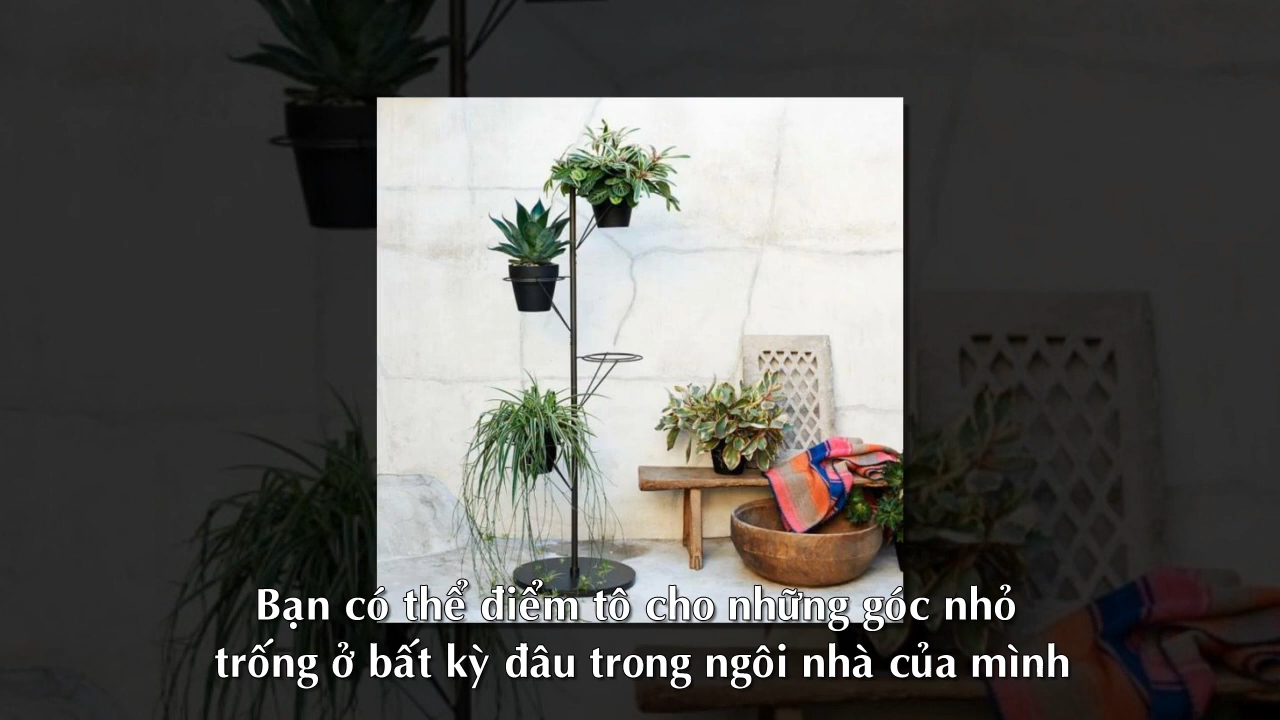 Bạn có thể điểm tô cho những góc nhỏ
trống ở bất kỳ đâu trong ngôi nhà của mình